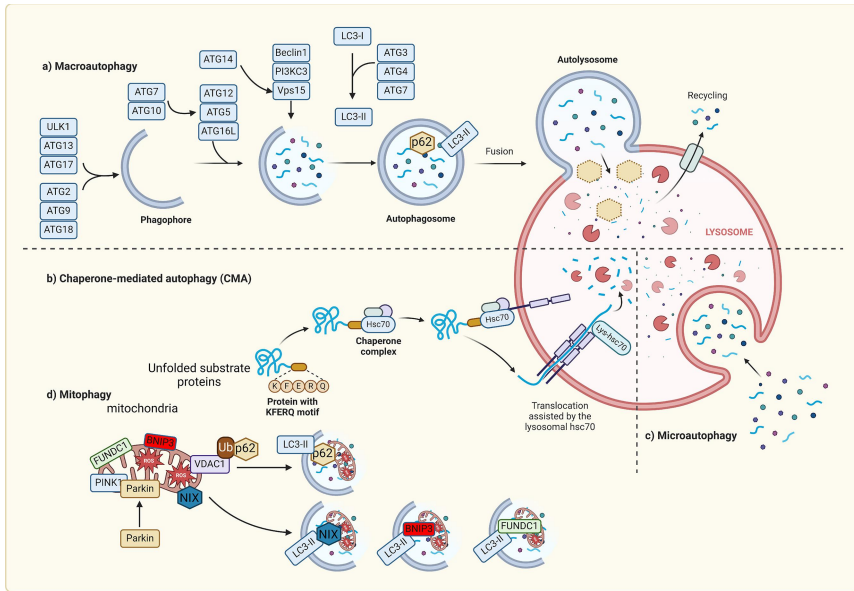 a) Macroautophagy
ULK1
ATG13
ATG17
ATG2
ATG9
ATG18
ATG7
ATG10
ATG14
ATG12
ATG5
ATG16L
Phagophore
Beclin1
PI3KC3
Vps15
LC3-I
ATG3
ATG4
ATG7
LC3-II
p62
LC3-II
Autophagosome
Fusion
Autolysosome
Recycling
LYSOSOME
b) Chaperone-mediated autophagy (CMA)
Unfolded substrate
proteins
K F E R Q
Protein with
KFERQ motif
Hsc70
Chaperone
complex
Hsc70
Lys-hsc70
Translocation
assisted by the
lysosomal hsc70
c) Microautophagy
d) Mitophagy
mitochondria
FUNDC1
BNIP3
ROS
ROS
Ub
p62
VDAC1
PINK1
Parkin
NIX
Parkin
LC3-II
p62
NIX
LC3-II
BNIP3
LC3-II
FUNDC1
LC3-II